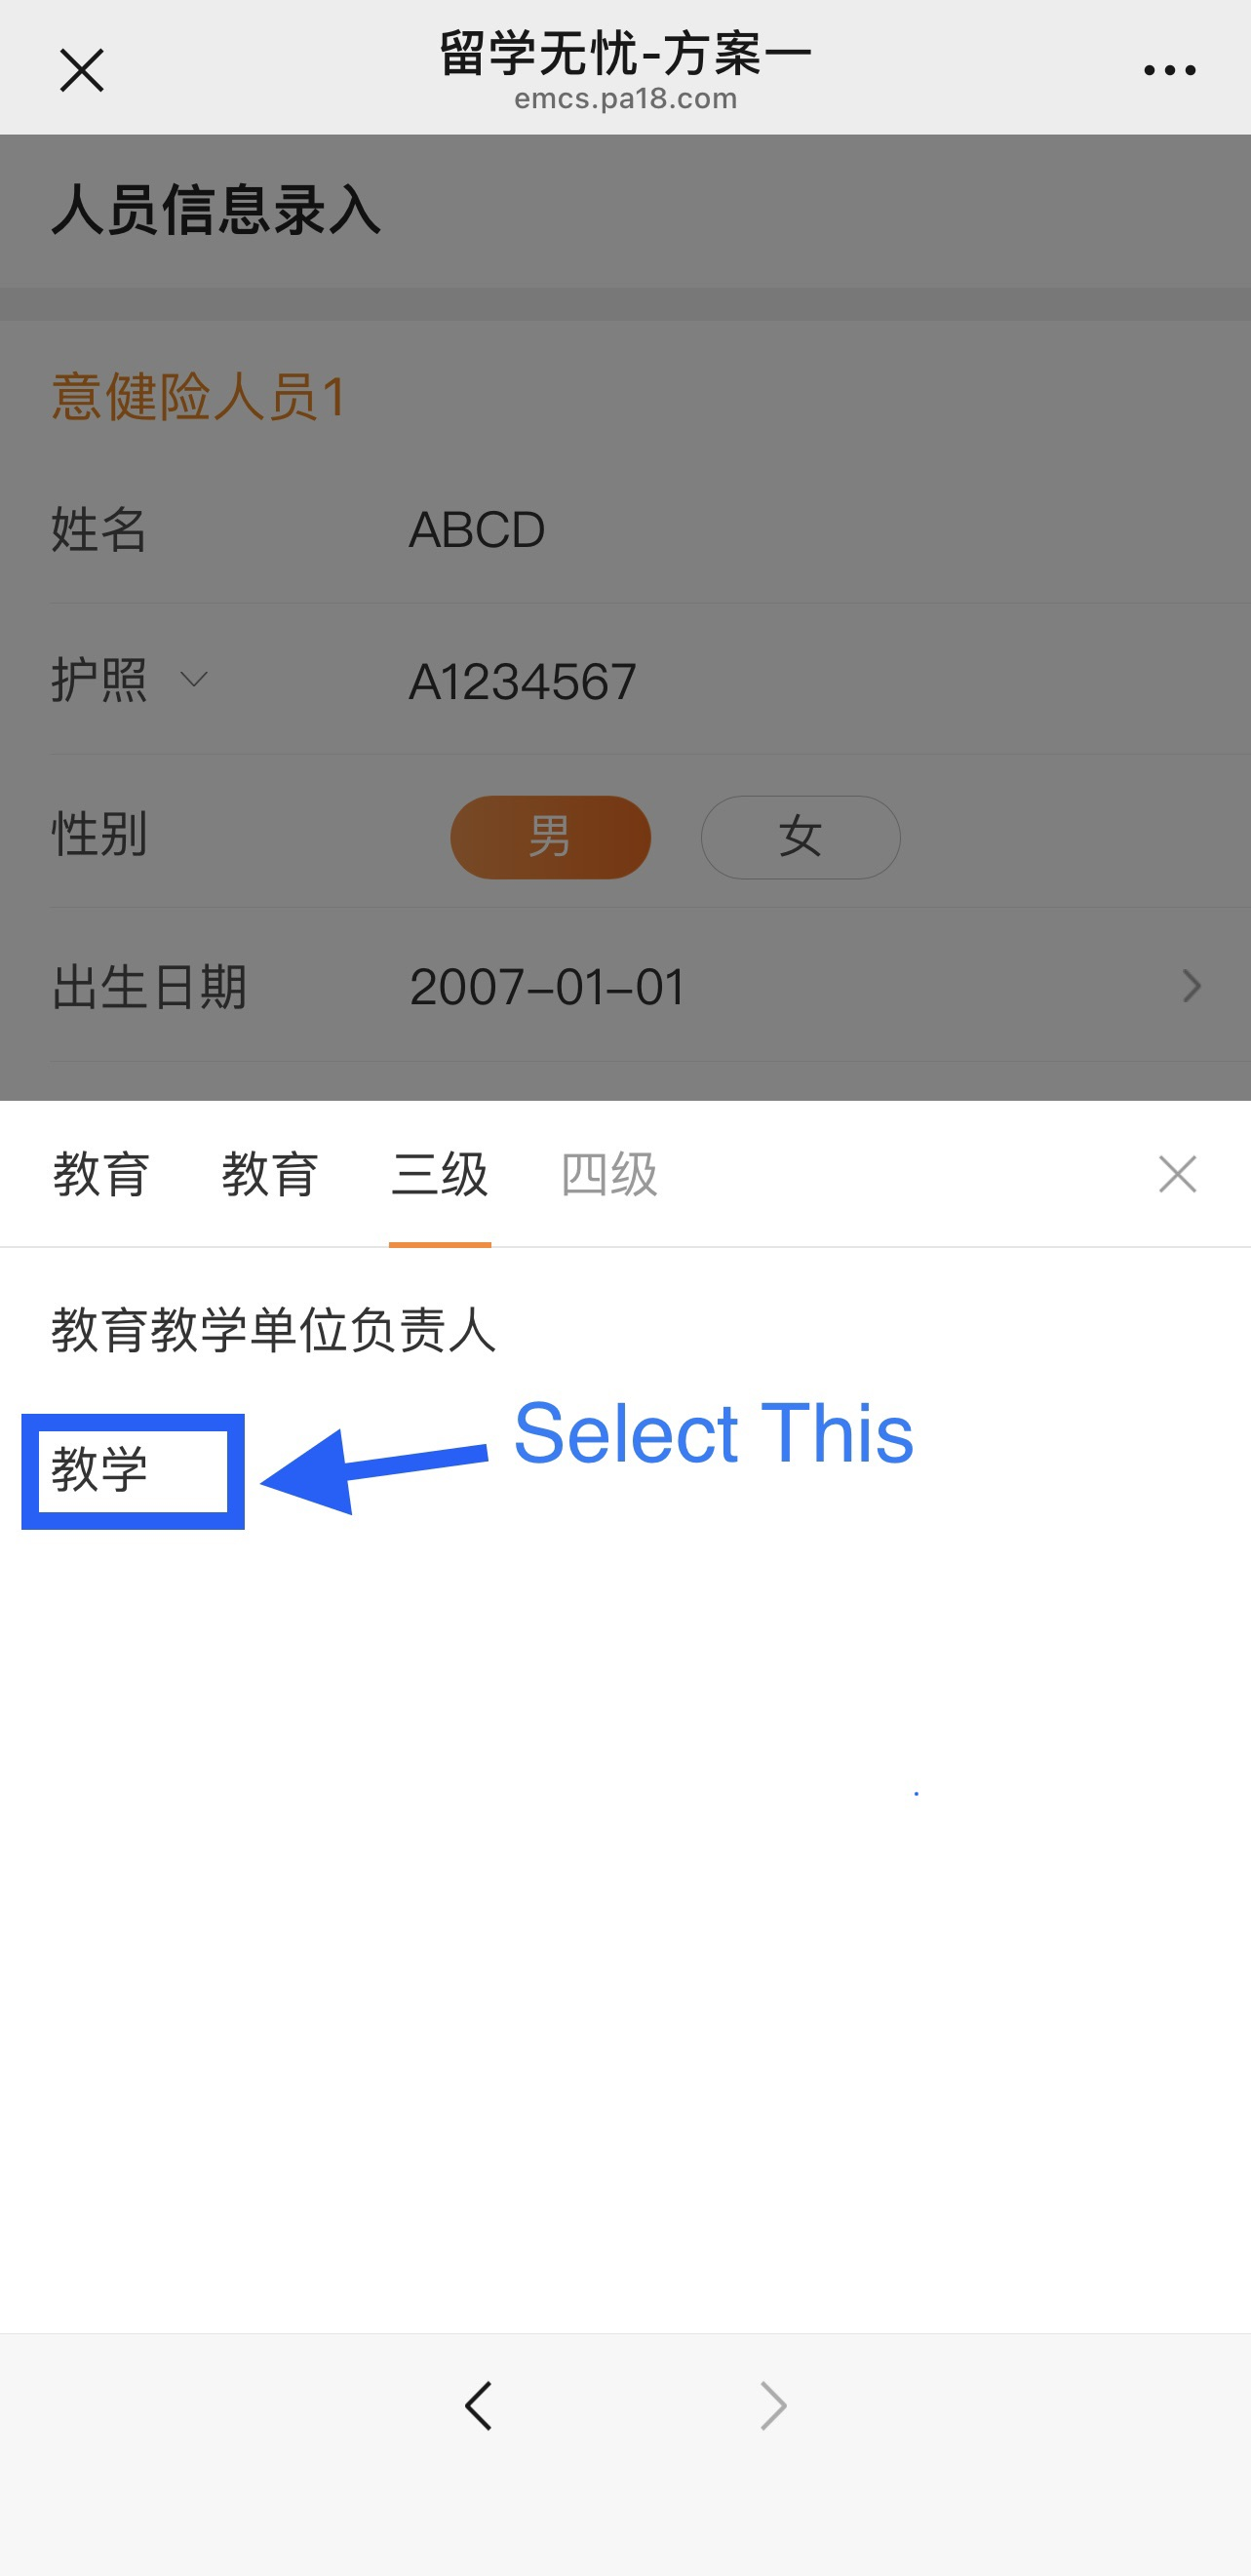 留学无忧-方案一
emcs.pa18.com
人员信息录入
意健险人员1
姓名 ABCD
护照 A1234567
性别 男 女
出生日期 2007-01-01
教育 教育 三级 四级
教育教学单位负责人
教学
Select This